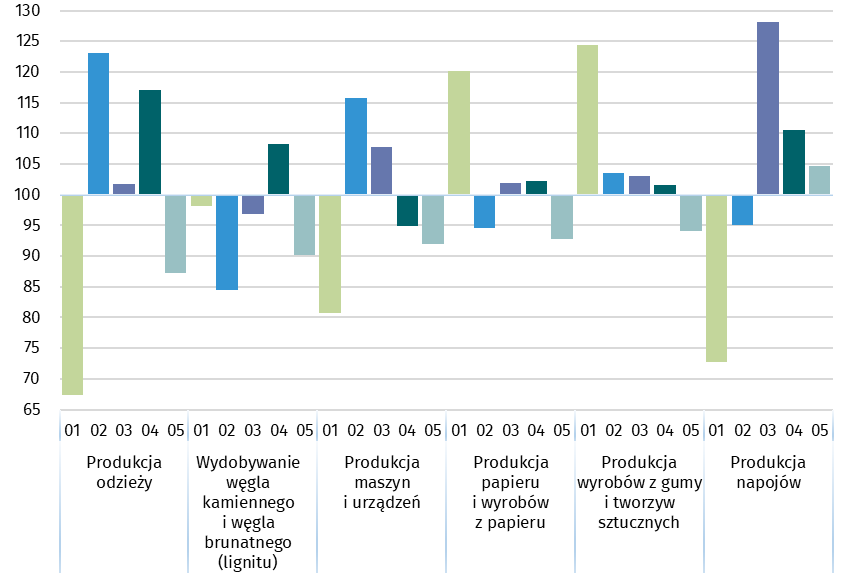 130
125
120
115
110
105
100
95
90
85
80
75
70
65
01 02 03 04 05 01 02 03 04 05 01 02 03 04 05 01 02 03 04 05 01 02 03 04 05 01 02 03 04 05
Produkcja
odzieży
Wydobywanie
węgla
kamiennego
i węgla
brunatnego
(lignitu)
Produkcja
maszyn
i urządzeń
Produkcja
papieru
i wyrobów
z papieru
Produkcja
wyrobów z gumy
i tworzyw
sztucznych
Produkcja
napojów